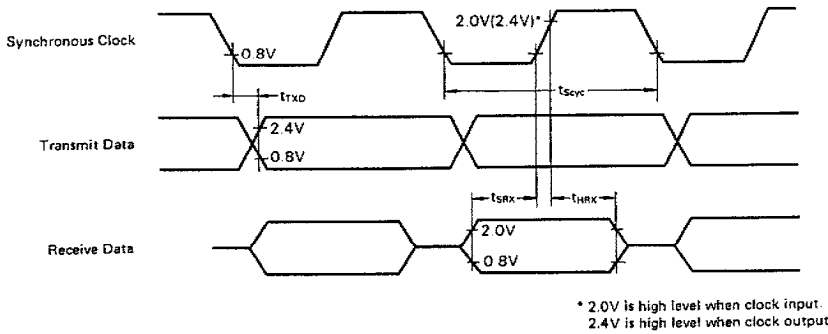 2.0V(2.4V)*
Synchronous Clock
0.8V
tScyc
tTXD
2.4V
Transmit Data
0.8V
tSRX
tHRX
2.0V
Receive Data
0.8V
* 2.0V is high level when clock input.
2.4V is high level when clock output